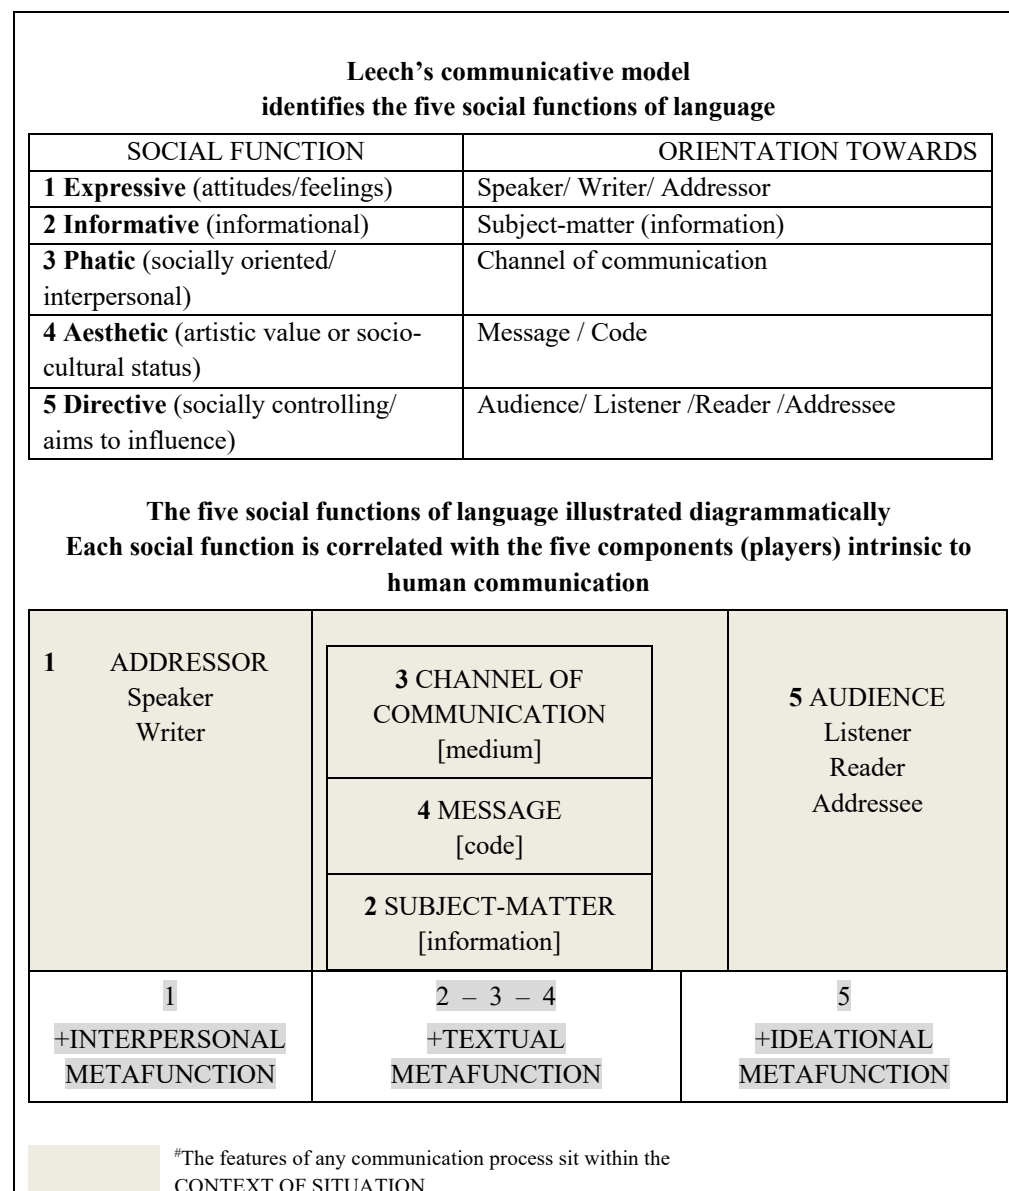 Leech’s communicative model
identifies the five social functions of language
SOCIAL FUNCTION ORIENTATION TOWARDS
1 Expressive (attitudes/feelings) Speaker/ Writer/ Addressor
2 Informative (informational) Subject-matter (information)
3 Phatic (socially oriented/ Channel of communication
interpersonal)
4 Aesthetic (artistic value or socio- Message / Code
cultural status)
5 Directive (socially controlling/ Audience/ Listener /Reader /Addressee
aims to influence)
The five social functions of language illustrated diagrammatically
Each social function is correlated with the five components (players) intrinsic to
human communication
1 ADDRESSOR
Speaker
Writer
3 CHANNEL OF
COMMUNICATION
[medium]
4 MESSAGE
[code]
2 SUBJECT-MATTER
[information]
5 AUDIENCE
Listener
Reader
Addressee
1
+INTERPERSONAL
METAFUNCTION
2 – 3 – 4
+TEXTUAL
METAFUNCTION
5
+IDEATIONAL
METAFUNCTION
#The features of any communication process sit within the
CONTEXT OF SITUATION